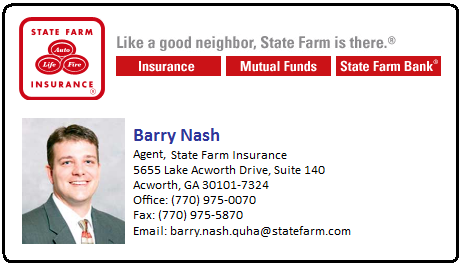 STATE FARM
Auto
Life Fire
INSURANCE
®
Like a good neighbor, State Farm is there.®
Insurance Mutual Funds State Farm Bank®
Barry Nash
Agent, State Farm Insurance
5655 Lake Acworth Drive, Suite 140
Acworth, GA 30101-7324
Office: (770) 975-0070
Fax: (770) 975-5870
Email: barry.nash.quha@statefarm.com